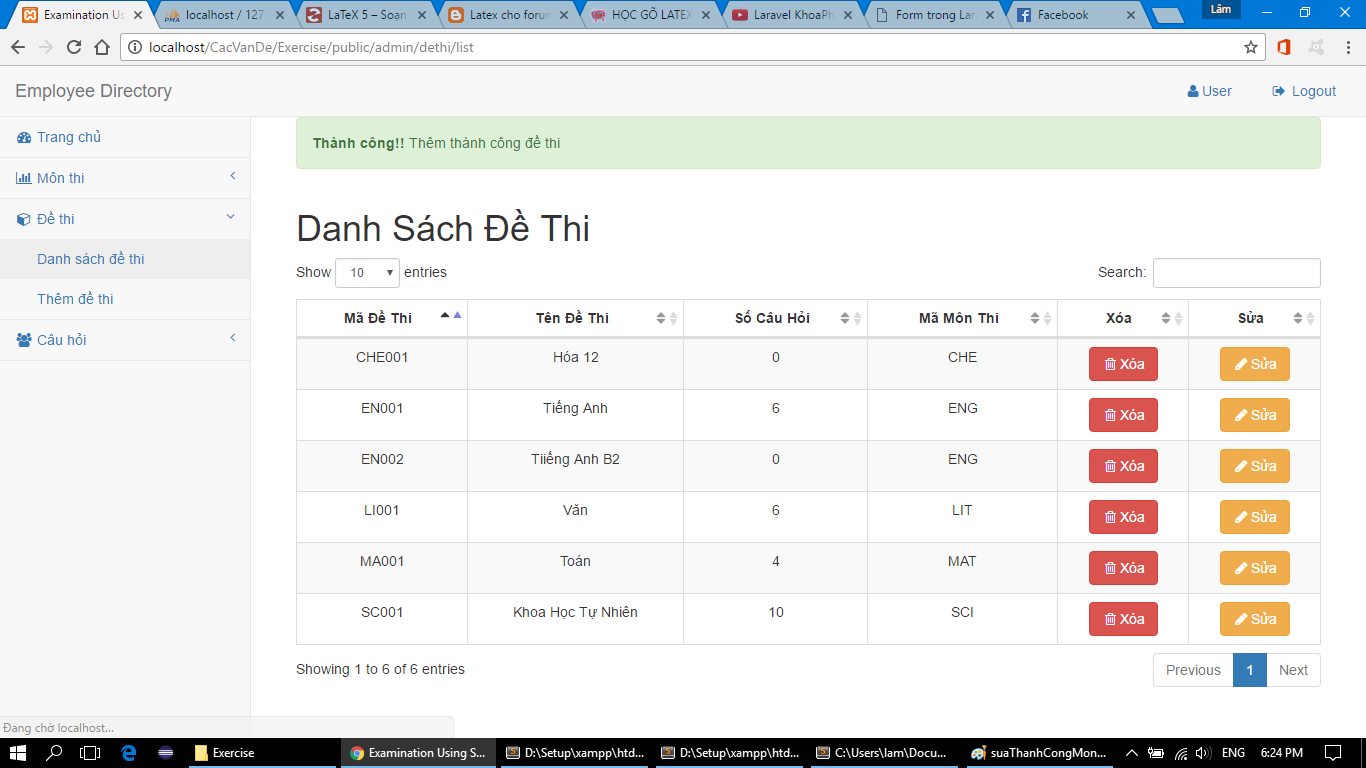 Examination Us
localhost / 127.
LaTeX 5 – Soạn
Latex cho forun
HỌC GÕ LATEX
Laravel KhoaPh
Form trong Lar
Facebook
Lâm
localhost/CacVanDe/Exercise/public/admin/dethi/list
Employee Directory
User
Logout
Trang chủ
Môn thi
Đề thi
Danh sách đề thi
Thêm đề thi
Câu hỏi
Thành công!! Thêm thành công đề thi
Danh Sách Đề Thi
Show 10 entries
Search:
Mã Đề Thi Tên Đề Thi Số Câu Hỏi Mã Môn Thi Xóa Sửa
CHE001 Hóa 12 0 CHE Xóa Sửa
EN001 Tiếng Anh 6 ENG Xóa Sửa
EN002 Tiiếng Anh B2 0 ENG Xóa Sửa
LI001 Văn 6 LIT Xóa Sửa
MA001 Toán 4 MAT Xóa Sửa
SC001 Khoa Học Tự Nhiên 10 SCI Xóa Sửa
Showing 1 to 6 of 6 entries
Previous 1 Next
Đang chờ localhost...
Exercise
Examination Using S...
D:\Setup\xampp\htd...
D:\Setup\xampp\htd...
C:\Users\lam\Docu...
suaThanhCongMon...
ENG
6:24 PM